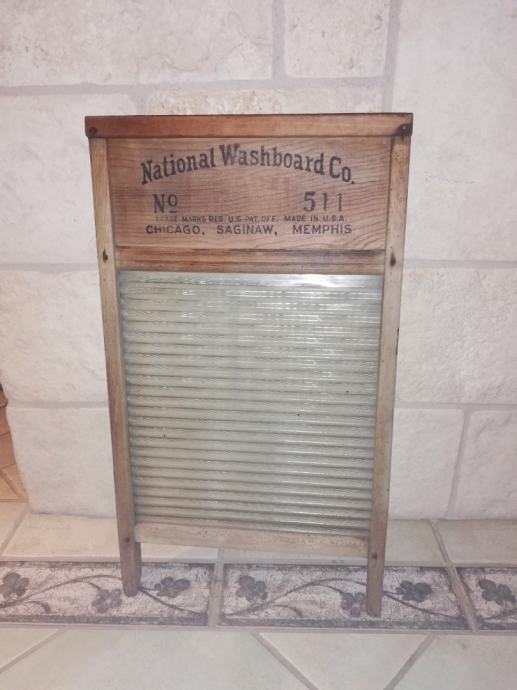 National Washboard Co.
No 511
TRADE MARKS REG. U.S. PAT. OFF. MADE IN U.S.A.
CHICAGO, SAGINAW, MEMPHIS